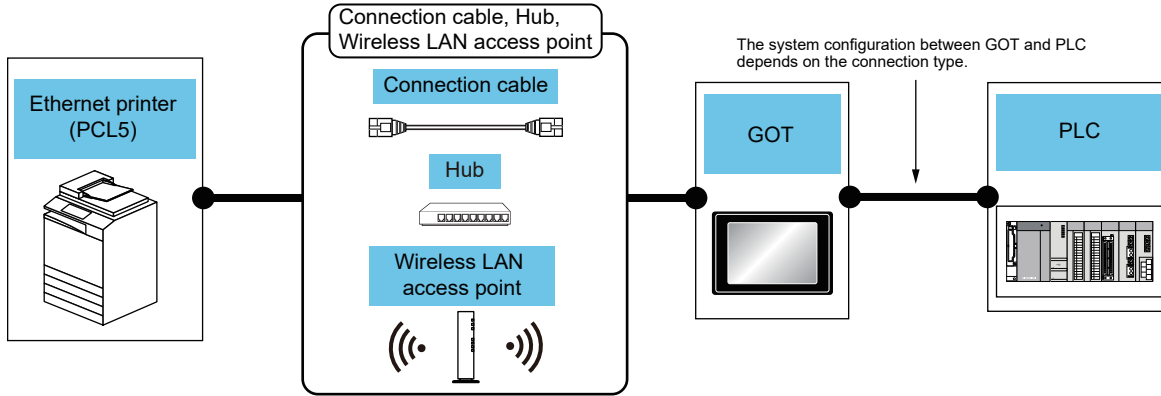 Connection cable, Hub,
Wireless LAN access point
The system configuration between GOT and PLC
depends on the connection type.
Ethernet printer
(PCL5)
Connection cable
Hub
Wireless LAN
access point
GOT
PLC